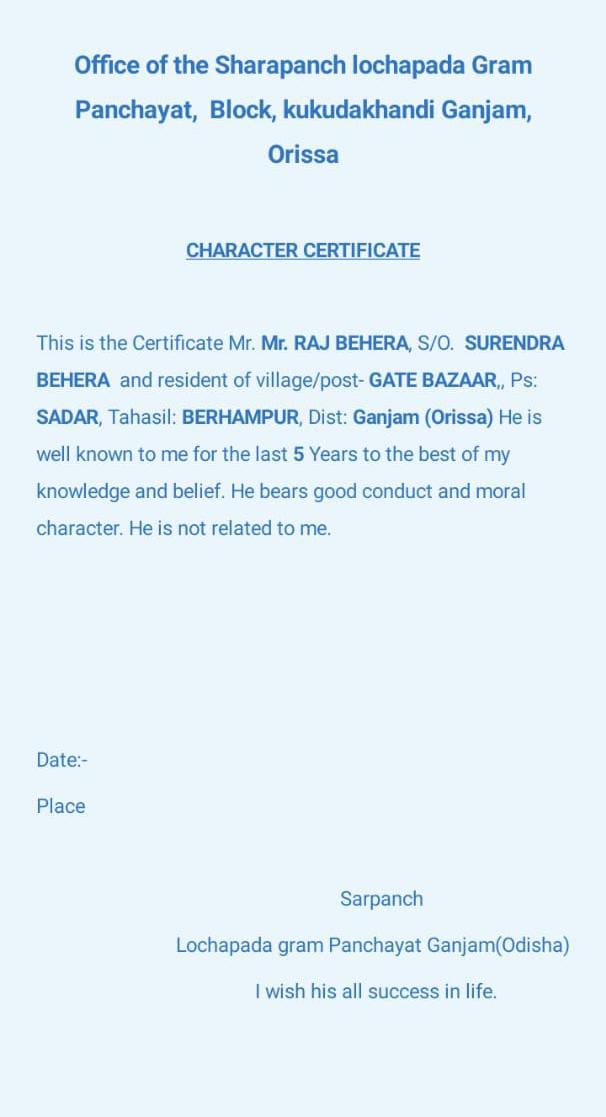 Office of the Sharapanch lochapada Gram
Panchayat, Block, kukudakhandi Ganjam,
Orissa
CHARACTER CERTIFICATE
This is the Certificate Mr. Mr. RAJ BEHERA, S/O. SURENDRA
BEHERA and resident of village/post- GATE BAZAAR,, Ps:
SADAR, Tahasil: BERHAMPUR, Dist: Ganjam (Orissa) He is
well known to me for the last 5 Years to the best of my
knowledge and belief. He bears good conduct and moral
character. He is not related to me.
Date:-
Place
Sarpanch
Lochapada gram Panchayat Ganjam(Odisha)
I wish his all success in life.